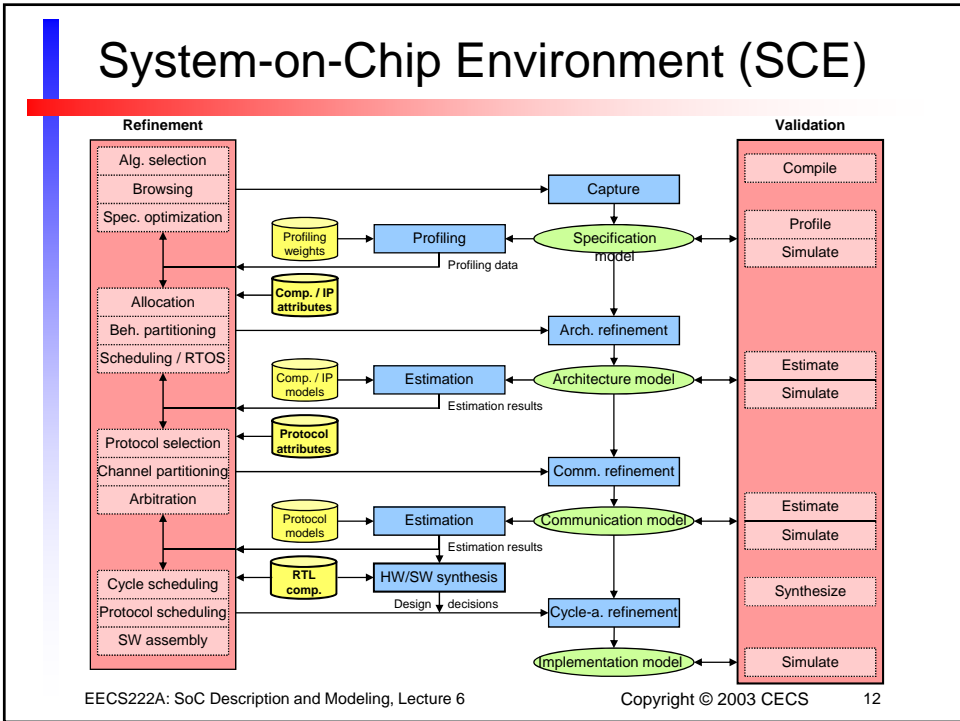 System-on-Chip Environment (SCE)
Refinement
Validation
Alg. selection
Browsing
Spec. optimization
Capture
Compile
Profiling
weights
Profiling
Specification
model
Profile
Simulate
Profiling data
Comp. / IP
attributes
Allocation
Beh. partitioning
Scheduling / RTOS
Arch. refinement
Comp. / IP
models
Estimation
Architecture model
Estimate
Simulate
Estimation results
Protocol
attributes
Protocol selection
Channel partitioning
Arbitration
Comm. refinement
Protocol
models
Estimation
Communication model
Estimate
Simulate
Estimation results
RTL
comp.
HW/SW synthesis
Cycle scheduling
Protocol scheduling
SW assembly
Design decisions
Cycle-a. refinement
Synthesize
Implementation model
Simulate
EECS222A: SoC Description and Modeling, Lecture 6
Copyright © 2003 CECS
12